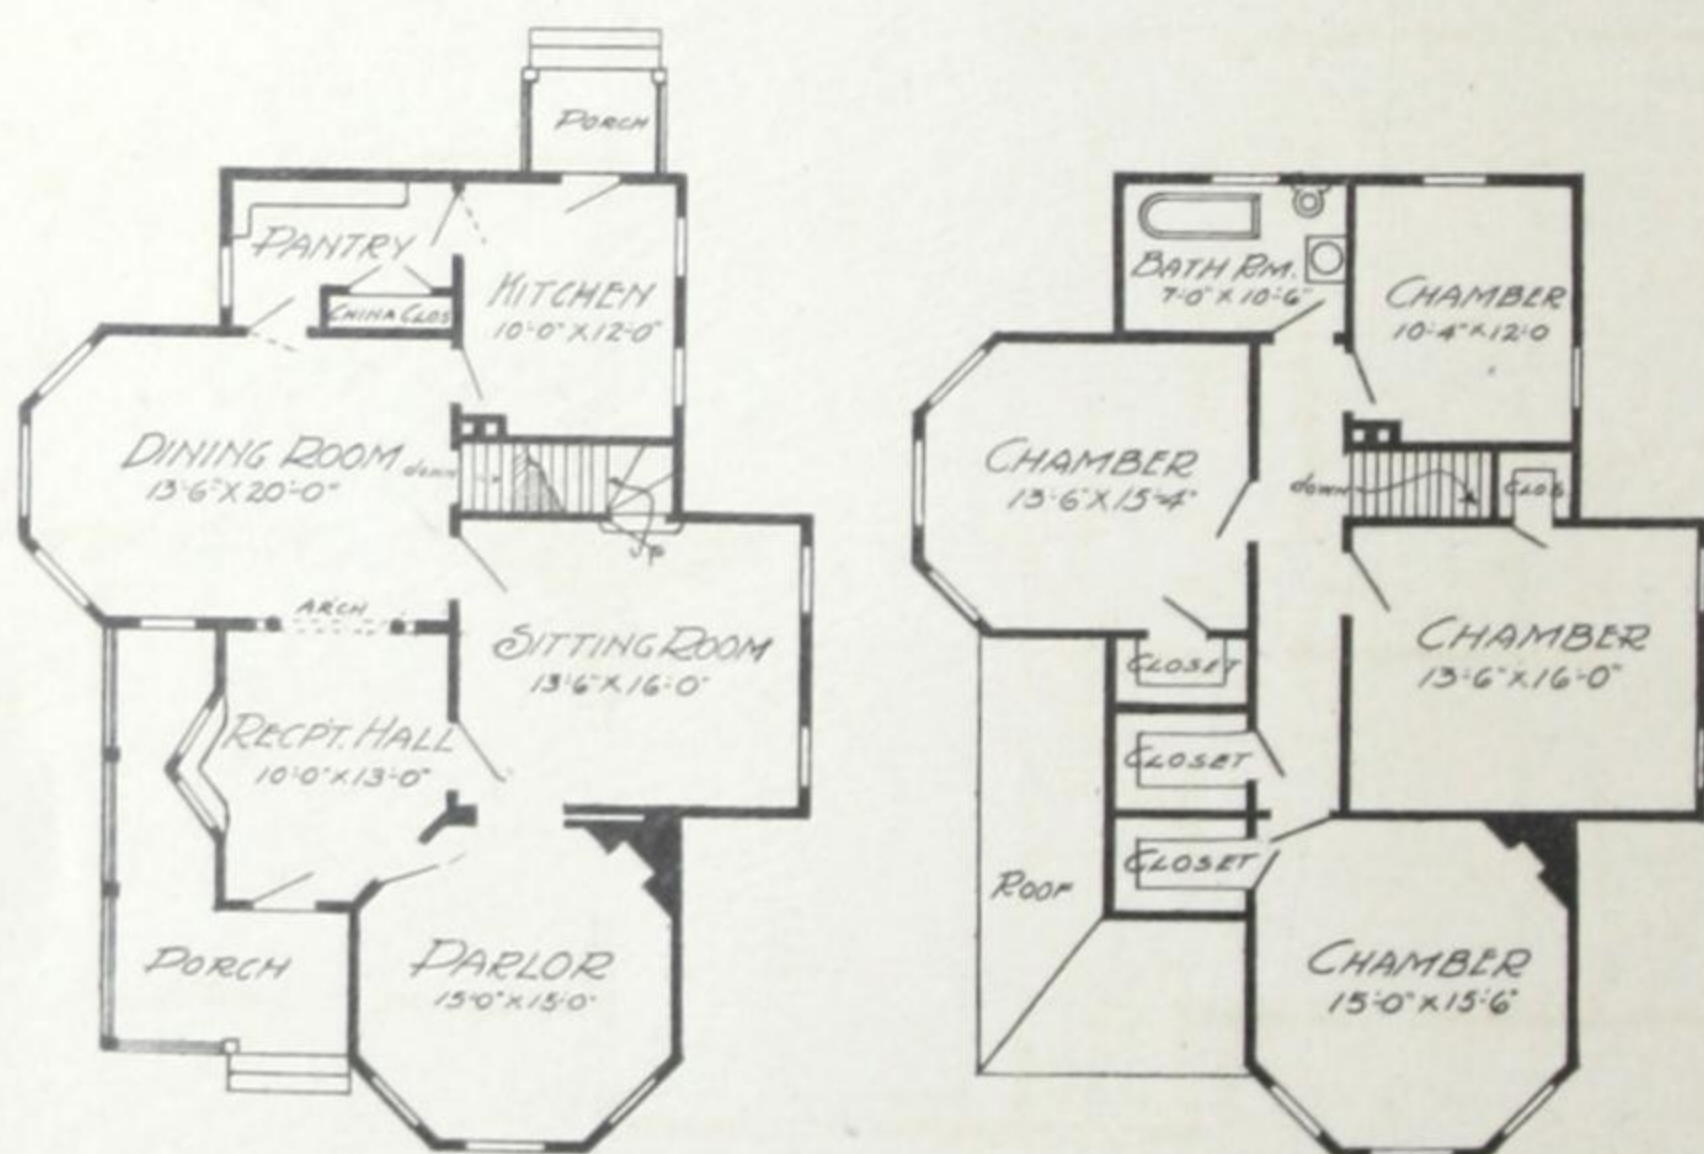 PORCH
PANTRY
CHINA CLOS
KITCHEN
10'-0" X 12'-0"
DINING ROOM
13'-6" X 20'-0"
down
UP
ARCH
SITTING ROOM
13'-6" X 16'-0"
RECP'T. HALL
10'-0" X 13'-0"
PORCH
PARLOR
15'-0" X 15'-0"
BATH RM.
7'-0" X 10'-6"
CHAMBER
10'-4" X 12'-0
CHAMBER
13'-6" X 15'-4"
down
CLOS
CHAMBER
13'-6" X 16'-0"
CLOSET
CLOSET
CLOSET
ROOF
CHAMBER
15'-0" X 15'-6"